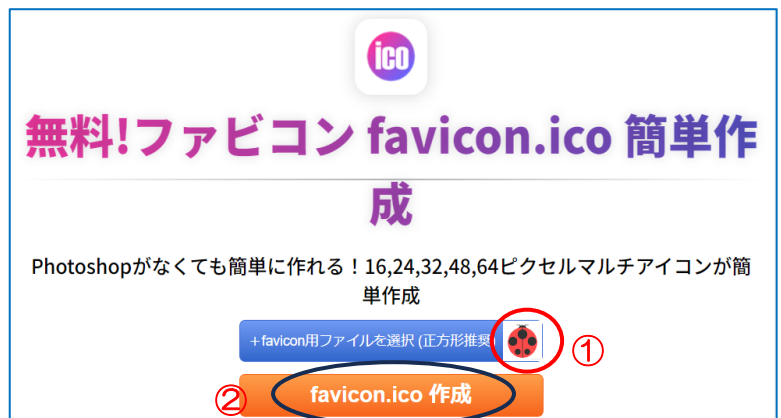 ico
無料!ファビコン favicon.ico 簡単作
成
Photoshopがなくても簡単に作れる！16,24,32,48,64ピクセルマルチアイコンが簡
単作成
+favicon用ファイルを選択 (正方形推奨)
①
② favicon.ico 作成